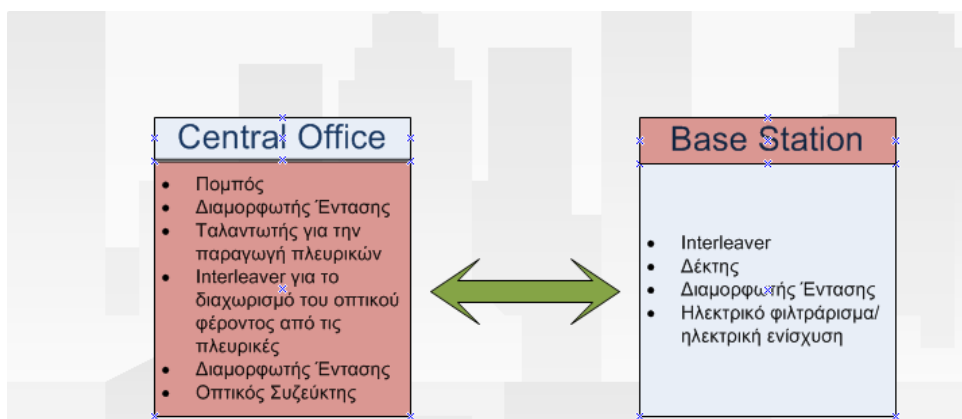 Central Office
• Πομπός
• Διαμορφωτής Έντασης
• Ταλαντωτής για την
παραγωγή πλευρικών
• Interleaver για το
διαχωρισμό του οπτικού
φέροντος από τις
πλευρικές
• Διαμορφωτής Έντασης
• Οπτικός Συζεύκτης
Base Station
• Interleaver
• Δέκτης
• Διαμορφωτής Έντασης
• Ηλεκτρικό φιλτράρισμα/
ηλεκτρική ενίσχυση